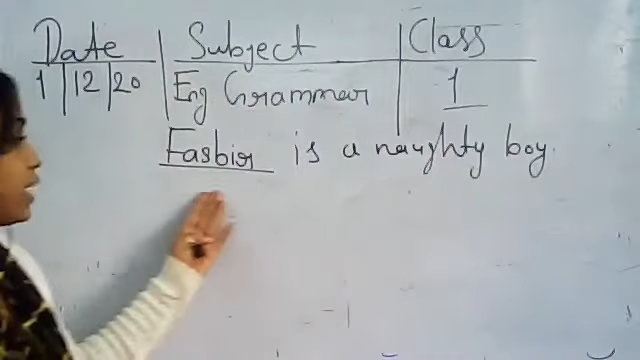 Date Subject Class
1|12|20 Eng Grammar 1
Fasbir is a naughty boy.